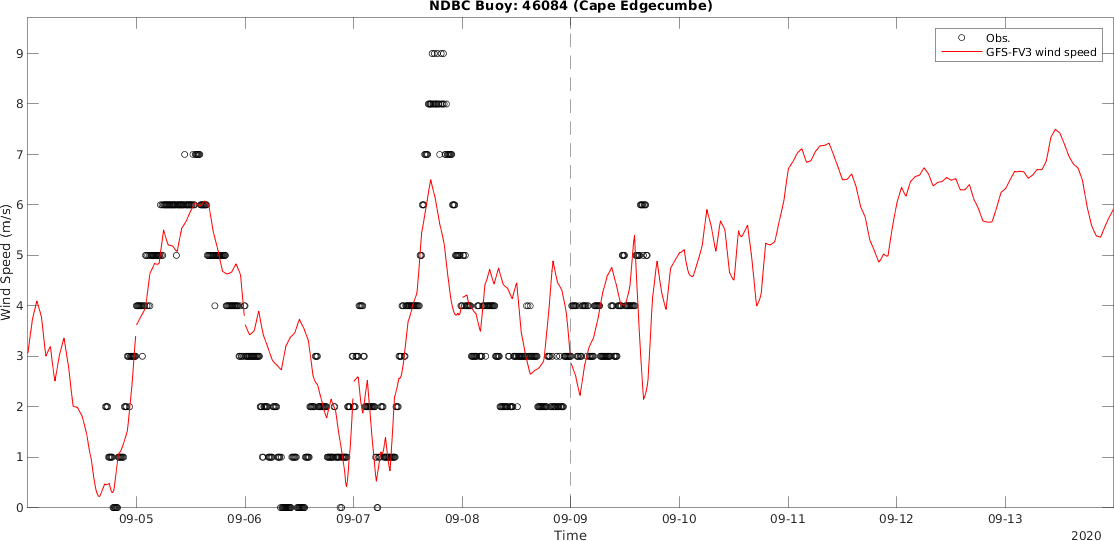 NDBC Buoy: 46084 (Cape Edgecumbe)
Obs.
GFS-FV3 wind speed
Wind Speed (m/s)
9
8
7
6
5
4
3
2
1
0
09-05 09-06 09-07 09-08 09-09 09-10 09-11 09-12 09-13
Time
2020